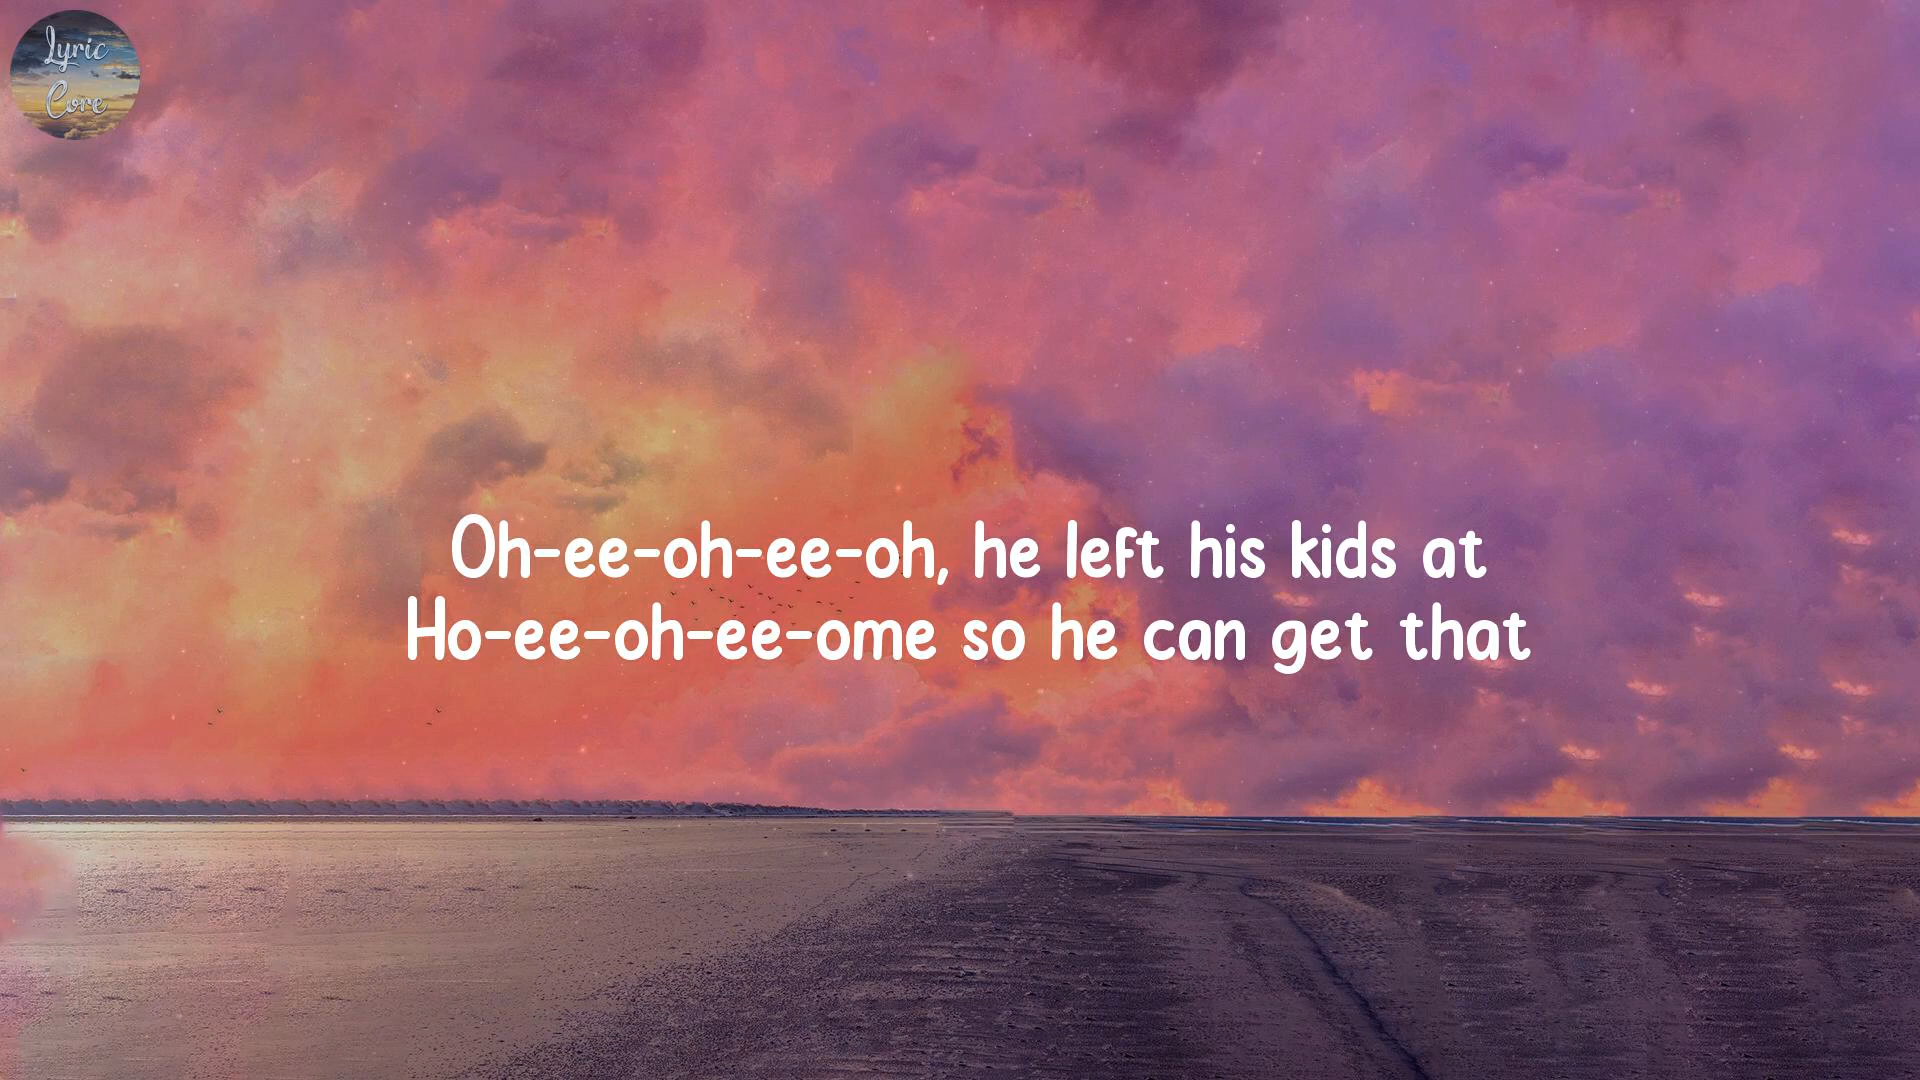 Lyric
Core
Oh-ee-oh-ee-oh, he left his kids at
Ho-ee-oh-ee-ome so he can get that